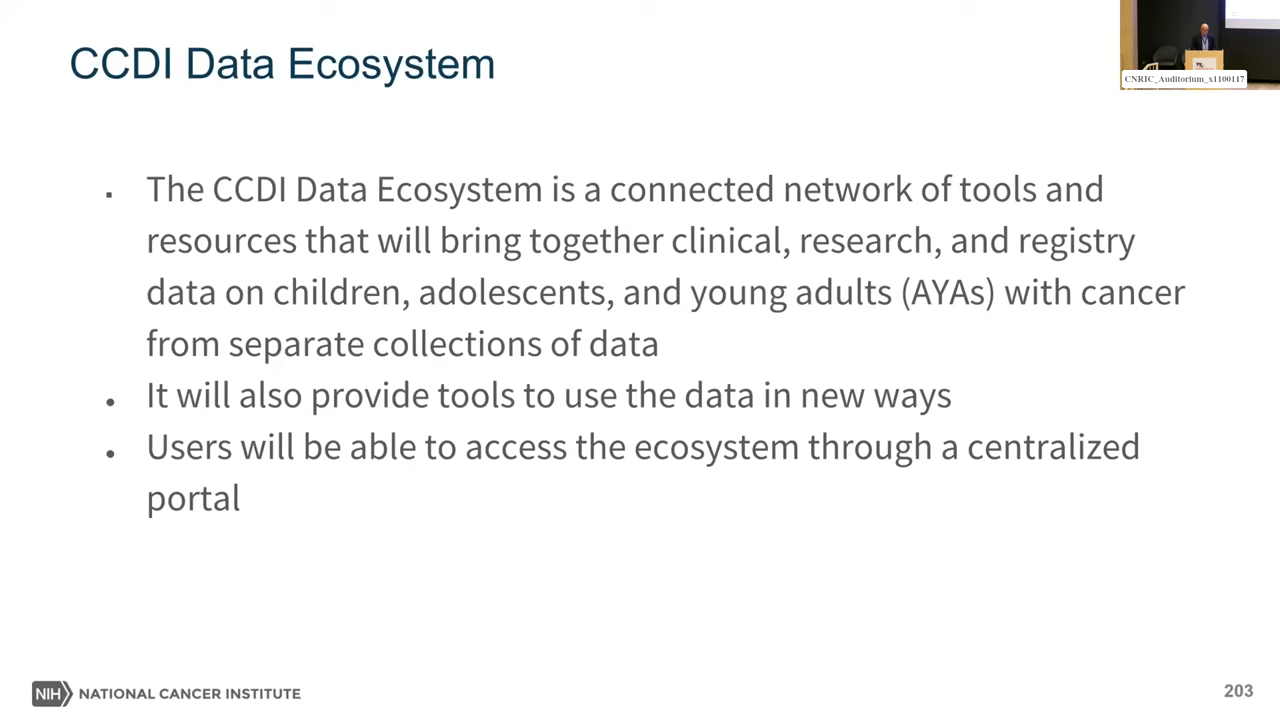 CCDI Data Ecosystem
CNRIC_Auditorium_x1100117
▪ The CCDI Data Ecosystem is a connected network of tools and
resources that will bring together clinical, research, and registry
data on children, adolescents, and young adults (AYAs) with cancer
from separate collections of data
• It will also provide tools to use the data in new ways
• Users will be able to access the ecosystem through a centralized
portal
NIH NATIONAL CANCER INSTITUTE
203